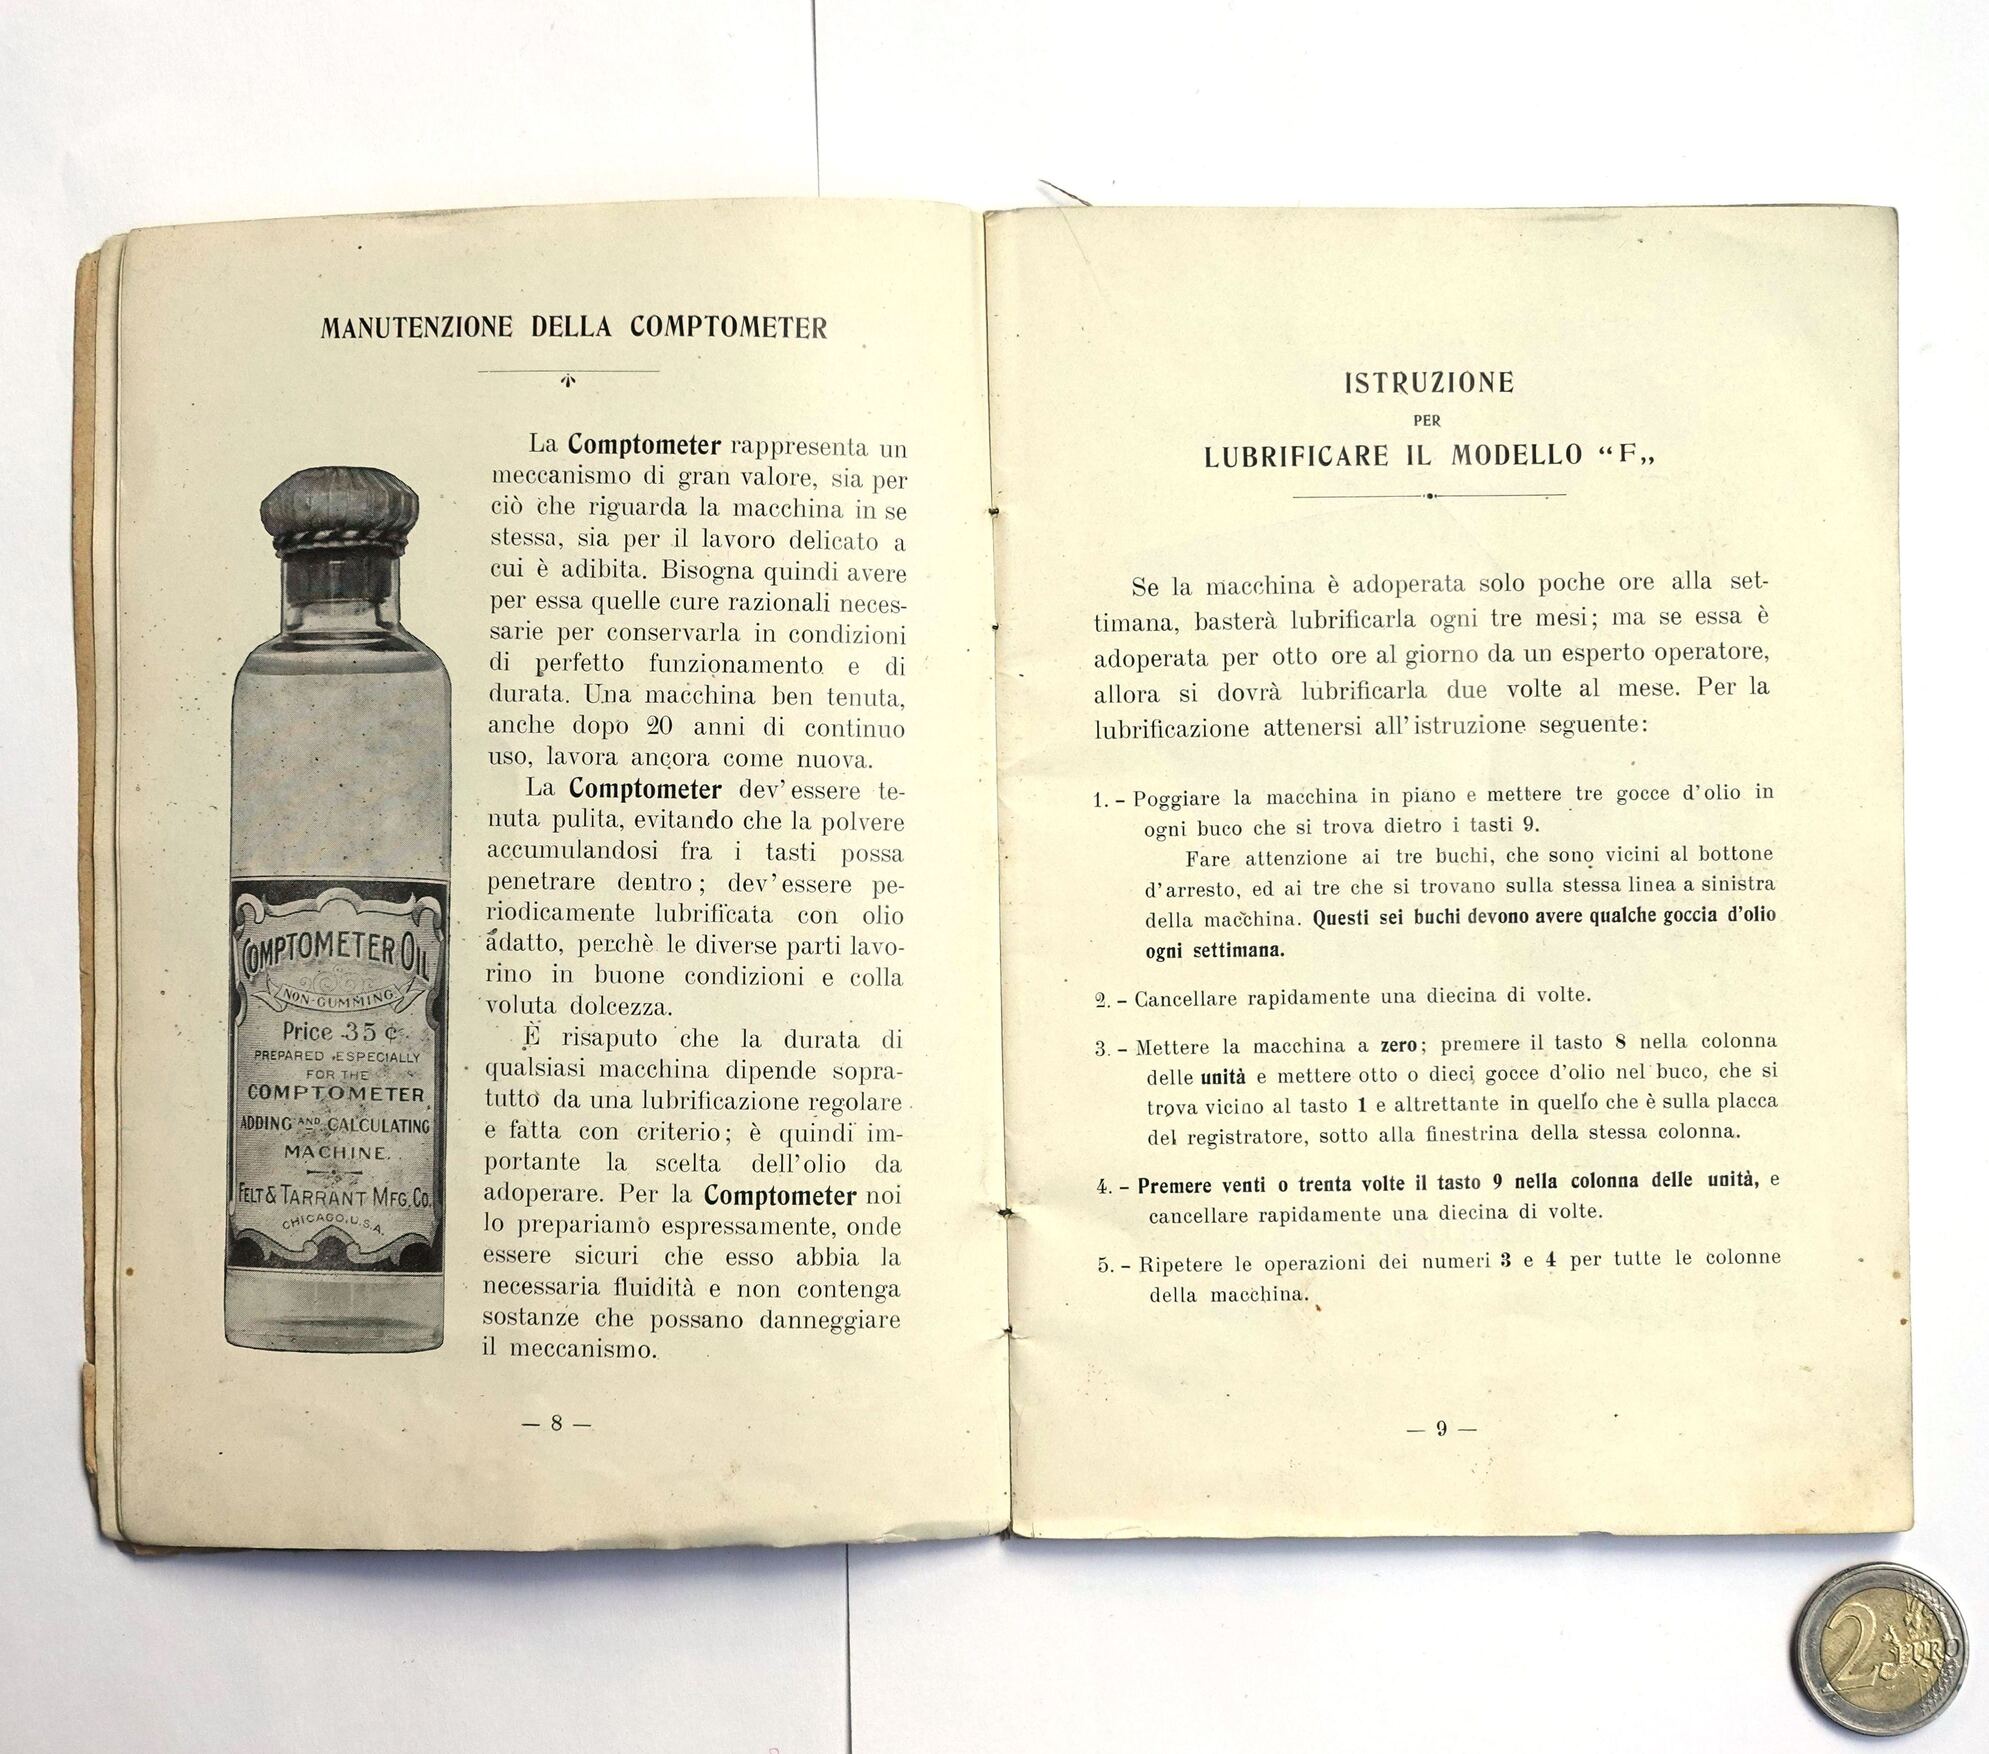 MANUTENZIONE DELLA COMPTOMETER
La Comptometer rappresenta un
meccanismo di gran valore, sia per
ciò che riguarda la macchina in se
stessa, sia per il lavoro delicato a
cui è adibita. Bisogna quindi avere
per essa quelle cure razionali neces-
sarie per conservarla in condizioni
di perfetto funzionamento e di
durata. Una macchina ben tenuta,
anche dopo 20 anni di continuo
uso, lavora ancora come nuova.
La Comptometer dev' essere te-
nuta pulita, evitando che la polvere
accumulandosi fra i tasti possa
penetrare dentro; dev' essere pe-
riodicamente lubrificata con olio
adatto, perchè le diverse parti lavo-
rino in buone condizioni e colla
voluta dolcezza.
È risaputo che la durata di
qualsiasi macchina dipende sopra-
tutto da una lubrificazione regolare
e fatta con criterio; è quindi im-
portante la scelta dell'olio da
adoperare. Per la Comptometer noi
lo prepariamo espressamente, onde
essere sicuri che esso abbia la
necessaria fluidità e non contenga
sostanze che possano danneggiare
il meccanismo.
COMPTOMETER OIL
NON-GUMMING
Price 35 ¢
PREPARED ESPECIALLY
FOR THE
COMPTOMETER
ADDING AND CALCULATING
MACHINE.
FELT & TARRANT MFG. CO.
CHICAGO, U.S.A.
— 8 —
ISTRUZIONE
PER
LUBRIFICARE IL MODELLO “F„
Se la macchina è adoperata solo poche ore alla set-
timana, basterà lubrificarla ogni tre mesi; ma se essa è
adoperata per otto ore al giorno da un esperto operatore,
allora si dovrà lubrificarla due volte al mese. Per la
lubrificazione attenersi all' istruzione seguente:
1. - Poggiare la macchina in piano e mettere tre gocce d'olio in
ogni buco che si trova dietro i tasti 9.
Fare attenzione ai tre buchi, che sono vicini al bottone
d'arresto, ed ai tre che si trovano sulla stessa linea a sinistra
della macchina. Questi sei buchi devono avere qualche goccia d'olio
ogni settimana.
2. - Cancellare rapidamente una diecina di volte.
3. - Mettere la macchina a zero; premere il tasto 8 nella colonna
delle unità e mettere otto o dieci gocce d'olio nel buco, che si
trova vicino al tasto 1 e altrettante in quello che è sulla placca
del registratore, sotto alla finestrina della stessa colonna.
4. - Premere venti o trenta volte il tasto 9 nella colonna delle unità, e
cancellare rapidamente una diecina di volte.
5. - Ripetere le operazioni dei numeri 3 e 4 per tutte le colonne
della macchina.
— 9 —
2 EURO